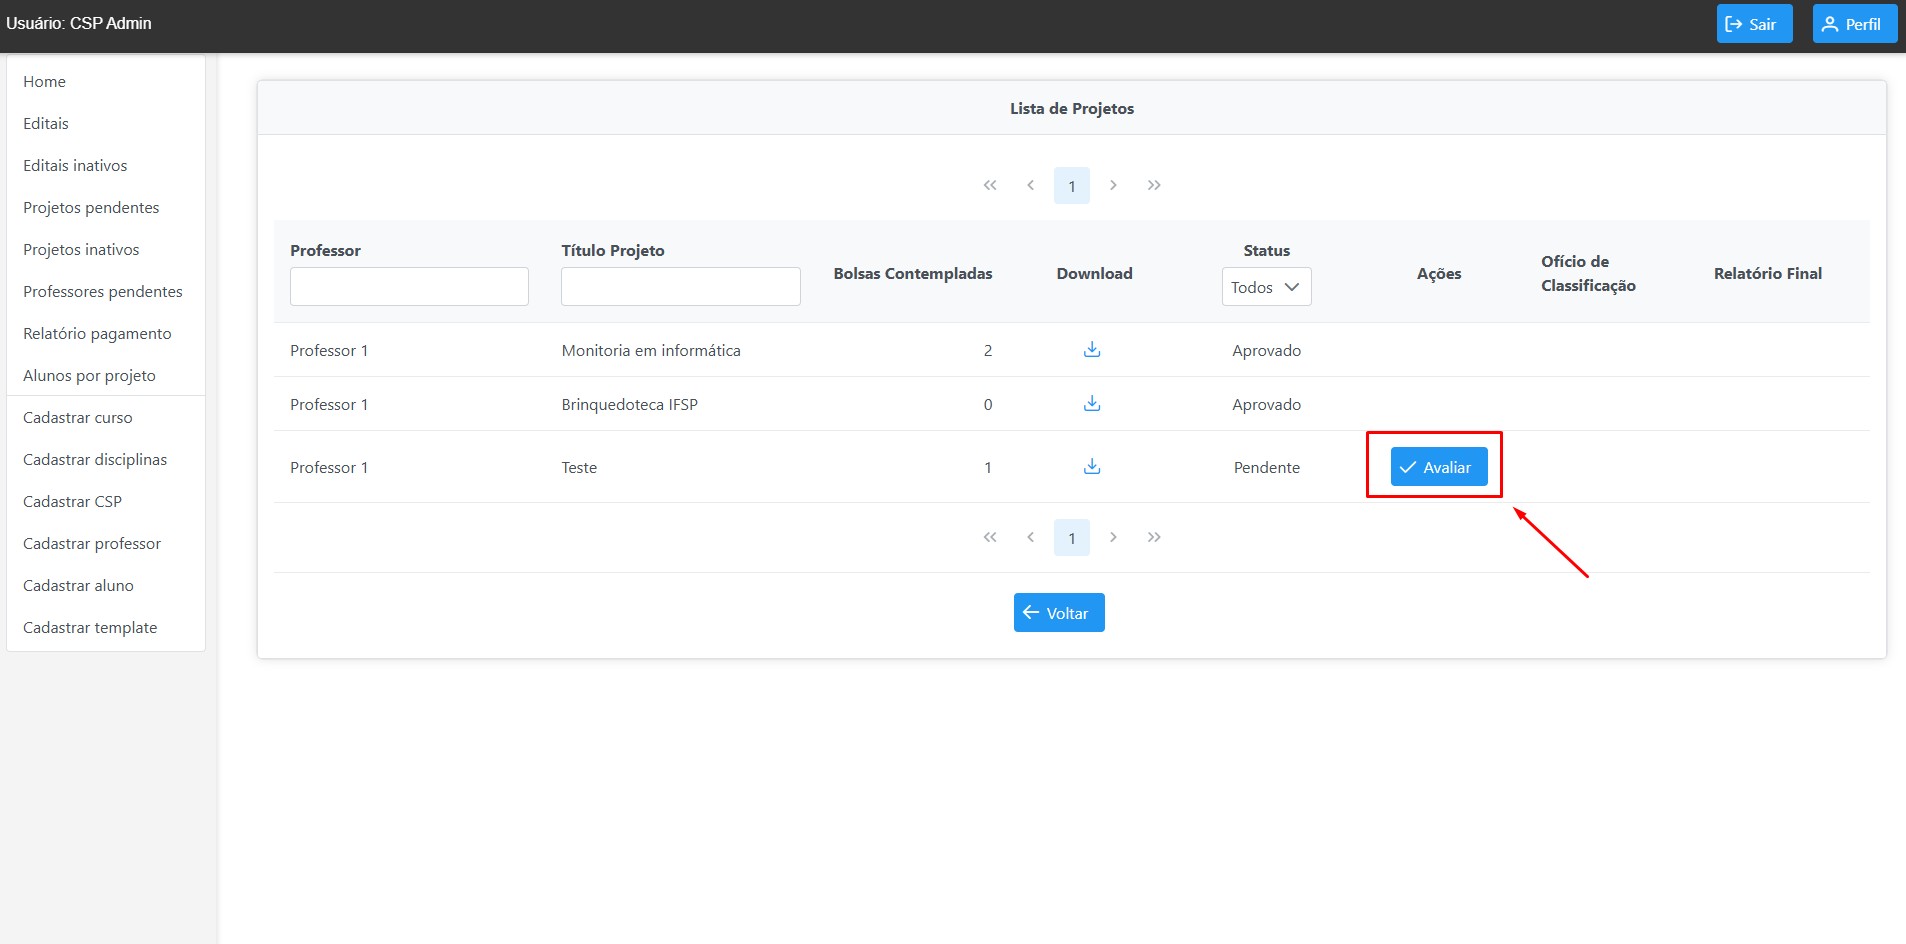 Usuário: CSP Admin
Sair
Perfil
Home
Editais
Editais inativos
Projetos pendentes
Projetos inativos
Professores pendentes
Relatório pagamento
Alunos por projeto
Cadastrar curso
Cadastrar disciplinas
Cadastrar CSP
Cadastrar professor
Cadastrar aluno
Cadastrar template
Lista de Projetos
1
Professor
Título Projeto
Bolsas Contempladas
Download
Status
Todos
Ações
Ofício de
Classificação
Relatório Final
Professor 1 Monitoria em informática 2 Aprovado
Professor 1 Brinquedoteca IFSP 0 Aprovado
Professor 1 Teste 1 Pendente Avaliar
1
Voltar